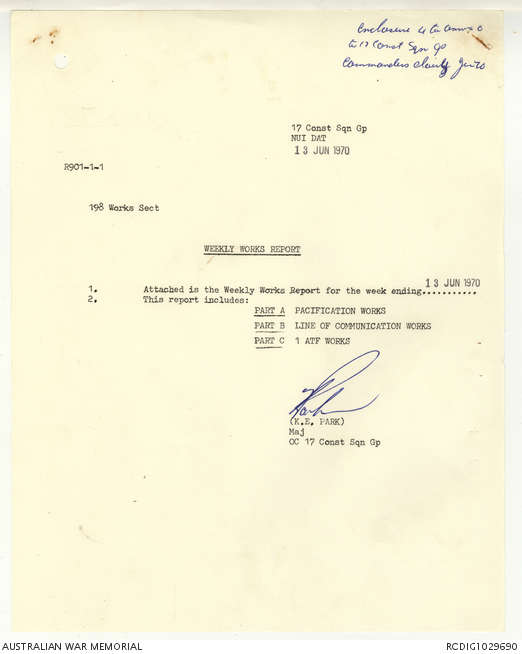 Enclosure 4 to annex C
to 17 Const Sqn Gp
Commanders diary Jun 70
17 Const Sqn Gp
NUI DAT
13 JUN 1970
R901-1-1
198 Works Sect
WEEKLY WORKS REPORT
1. Attached is the Weekly Works Report for the week ending 13 JUN 1970...........
2. This report includes:
PART A PACIFICATION WORKS
PART B LINE OF COMMUNICATION WORKS
PART C 1 ATF WORKS
(K.E. PARK)
Maj
OC 17 Const Sqn Gp
AUSTRALIAN WAR MEMORIAL
RCDIG1029690